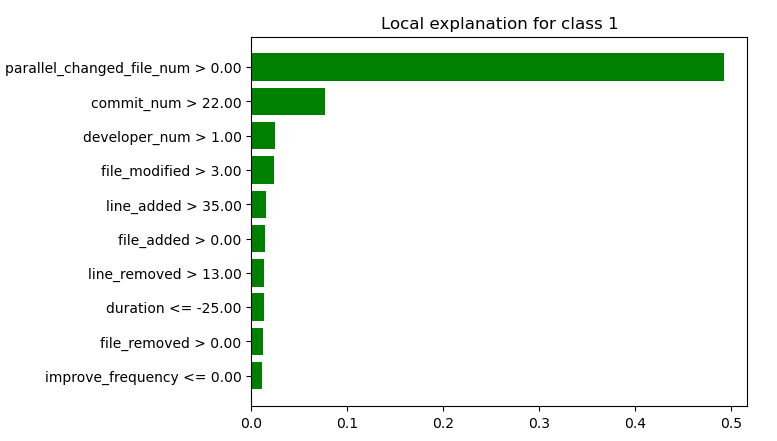 Local explanation for class 1
parallel_changed_file_num > 0.00
commit_num > 22.00
developer_num > 1.00
file_modified > 3.00
line_added > 35.00
file_added > 0.00
line_removed > 13.00
duration <= -25.00
file_removed > 0.00
improve_frequency <= 0.00
0.0 0.1 0.2 0.3 0.4 0.5